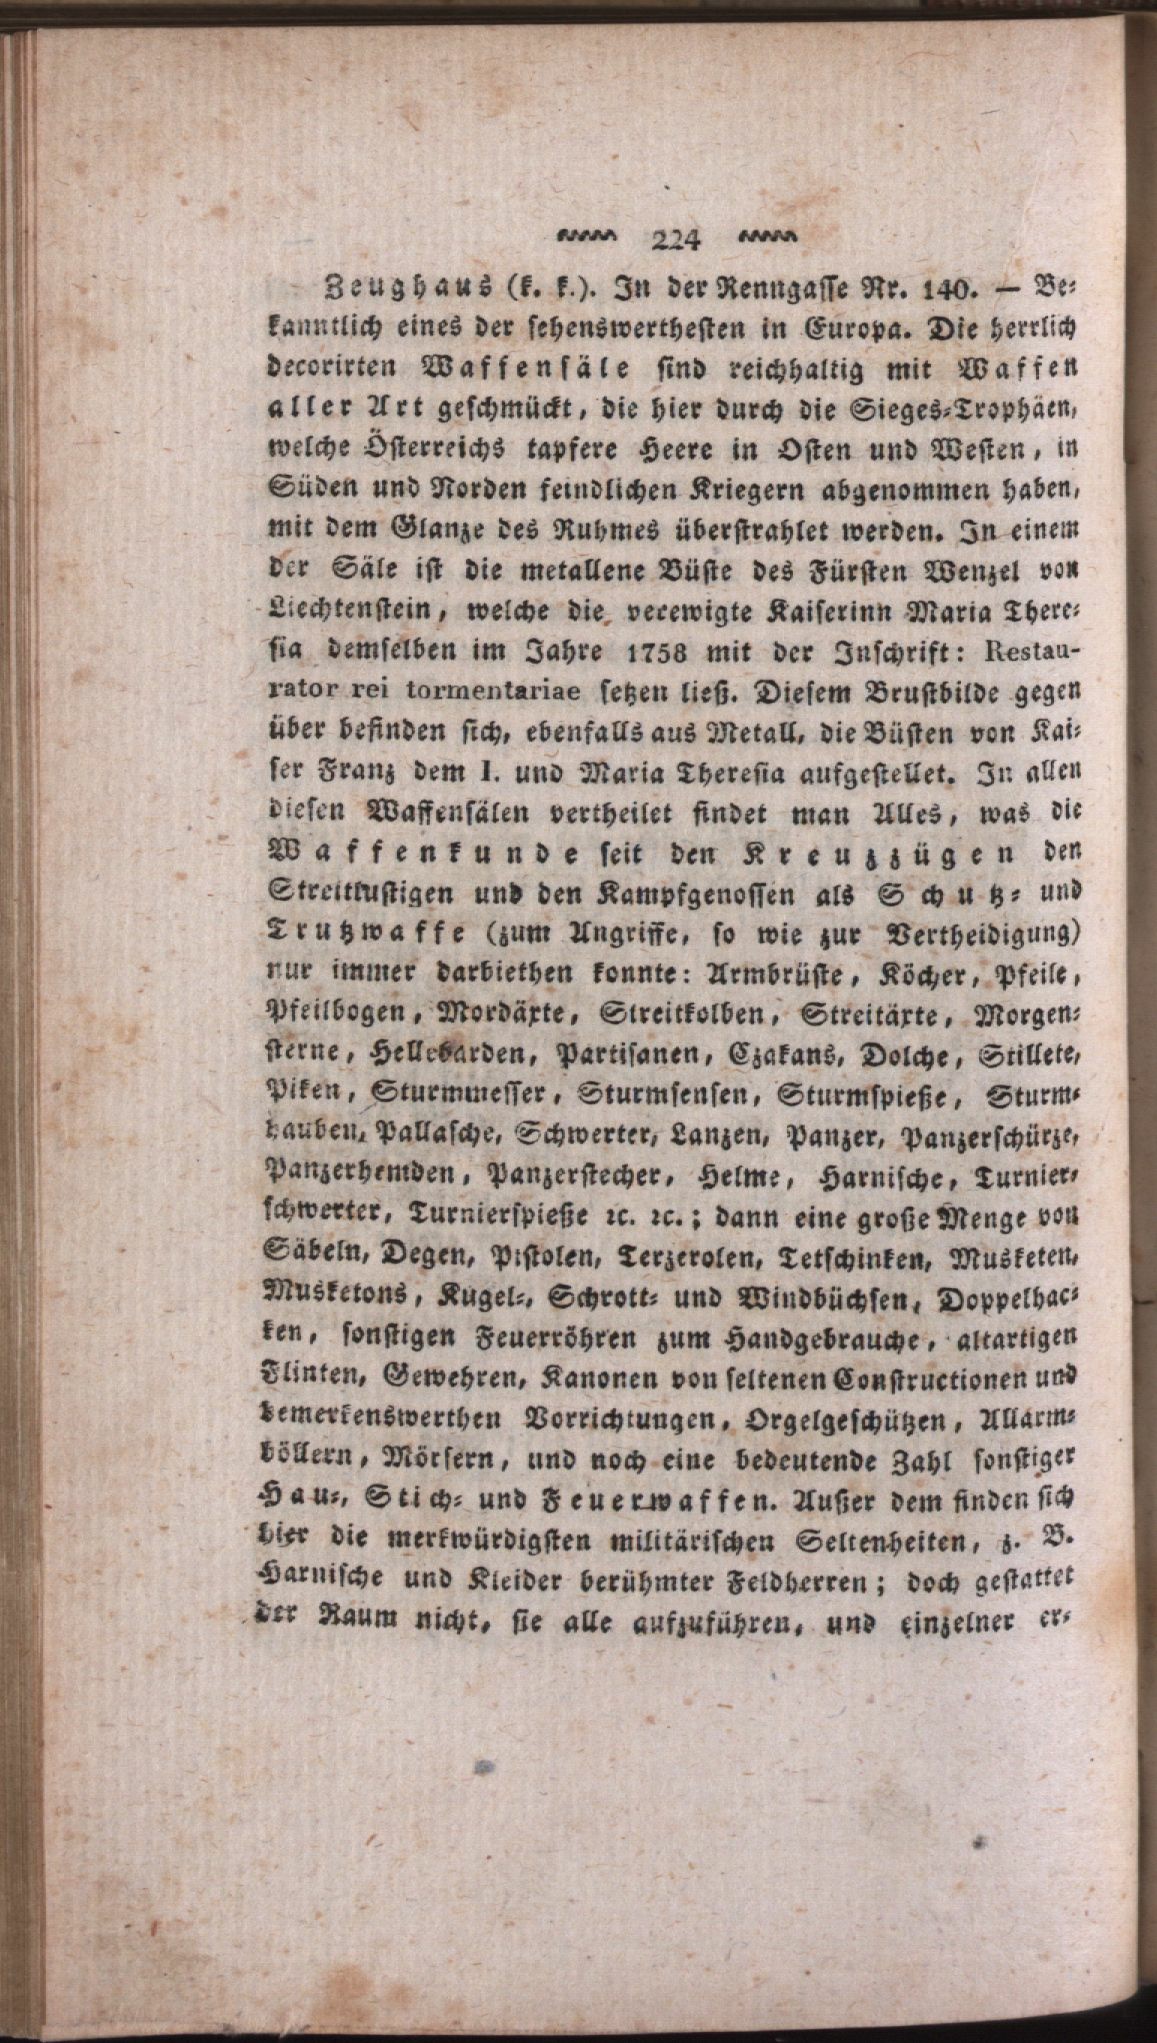 224
Zeughaus (k. k.). In der Renngasse Nr. 140. — Be-
kanntlich eines der sehenswerthesten in Europa. Die herrlich
decorirten Waffensäle sind reichhaltig mit Waffen
aller Art geschmückt, die hier durch die Sieges-Trophäen,
welche Österreichs tapfere Heere in Osten und Westen, in
Süden und Norden feindlichen Kriegern abgenommen haben,
mit dem Glanze des Ruhmes überstrahlet werden. In einem
der Säle ist die metallene Büste des Fürsten Wenzel von
Liechtenstein, welche die verewigte Kaiserinn Maria There-
sia demselben im Jahre 1758 mit der Inschrift: Restau-
rator rei tormentariae setzen ließ. Diesem Brustbilde gegen
über befinden sich, ebenfalls aus Metall, die Büsten von Kai-
ser Franz dem I. und Maria Theresia aufgestellet. In allen
diesen Waffensälen vertheilet findet man Alles, was die
Waffenkunde seit den Kreuzzügen den
Streitlustigen und den Kampfgenossen als Schutz- und
Trutzwaffe (zum Angriffe, so wie zur Vertheidigung)
nur immer darbiethen konnte: Armbrüste, Köcher, Pfeile,
Pfeilbogen, Mordäxte, Streitkolben, Streitäxte, Morgen-
sterne, Hellebarden, Partisanen, Czakans, Dolche, Stillete,
Piken, Sturmmesser, Sturmsensen, Sturmspieße, Sturm-
hauben, Pallasche, Schwerter, Lanzen, Panzer, Panzerschürze,
Panzerhemden, Panzerstecher, Helme, Harnische, Turnier-
schwerter, Turnierspieße ꝛc. ꝛc.; dann eine große Menge von
Säbeln, Degen, Pistolen, Terzerolen, Tetschinken, Musketen,
Musketons, Kugel-, Schrott- und Windbüchsen, Doppelhac-
ken, sonstigen Feuerröhren zum Handgebrauche, altartigen
Flinten, Gewehren, Kanonen von seltenen Constructionen und
bemerkenswerthen Vorrichtungen, Orgelgeschützen, Allarm-
böllern, Mörsern, und noch eine bedeutende Zahl sonstiger
Hau-, Stich- und Feuerwaffen. Außer dem finden sich
hier die merkwürdigsten militärischen Seltenheiten, z. B.
Harnische und Kleider berühmter Feldherren; doch gestattet
der Raum nicht, sie alle aufzuführen, und einzelner er-